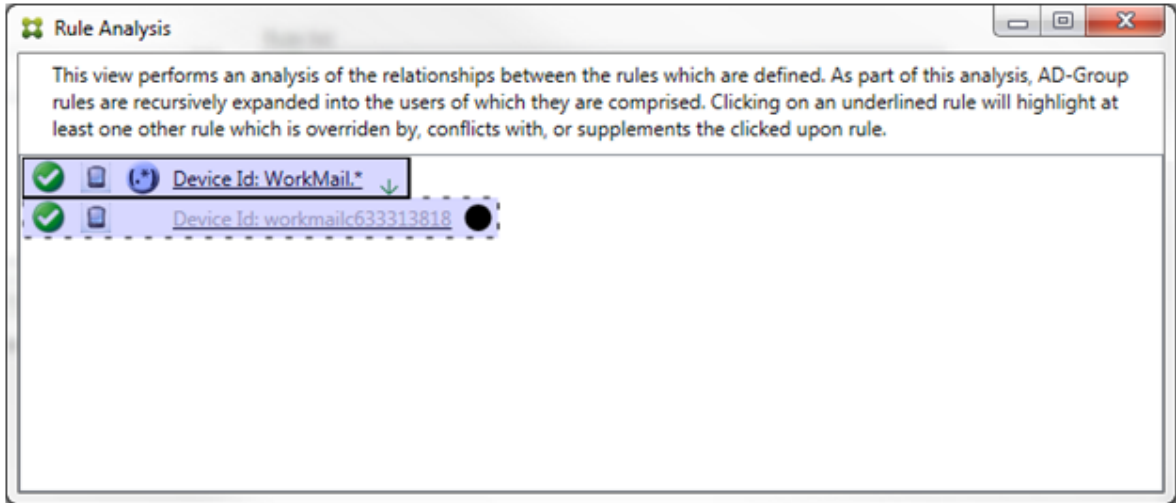 Rule Analysis
This view performs an analysis of the relationships between the rules which are defined. As part of this analysis, AD-Group
rules are recursively expanded into the users of which they are comprised. Clicking on an underlined rule will highlight at
least one other rule which is overriden by, conflicts with, or supplements the clicked upon rule.
(.*) Device Id: WorkMail.*
Device Id: workmailc633313818